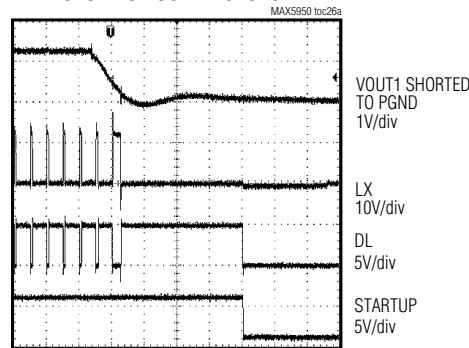 MAX5950 toc26a
VOUT1 SHORTED
TO PGND
1V/div
LX
10V/div
DL
5V/div
STARTUP
5V/div